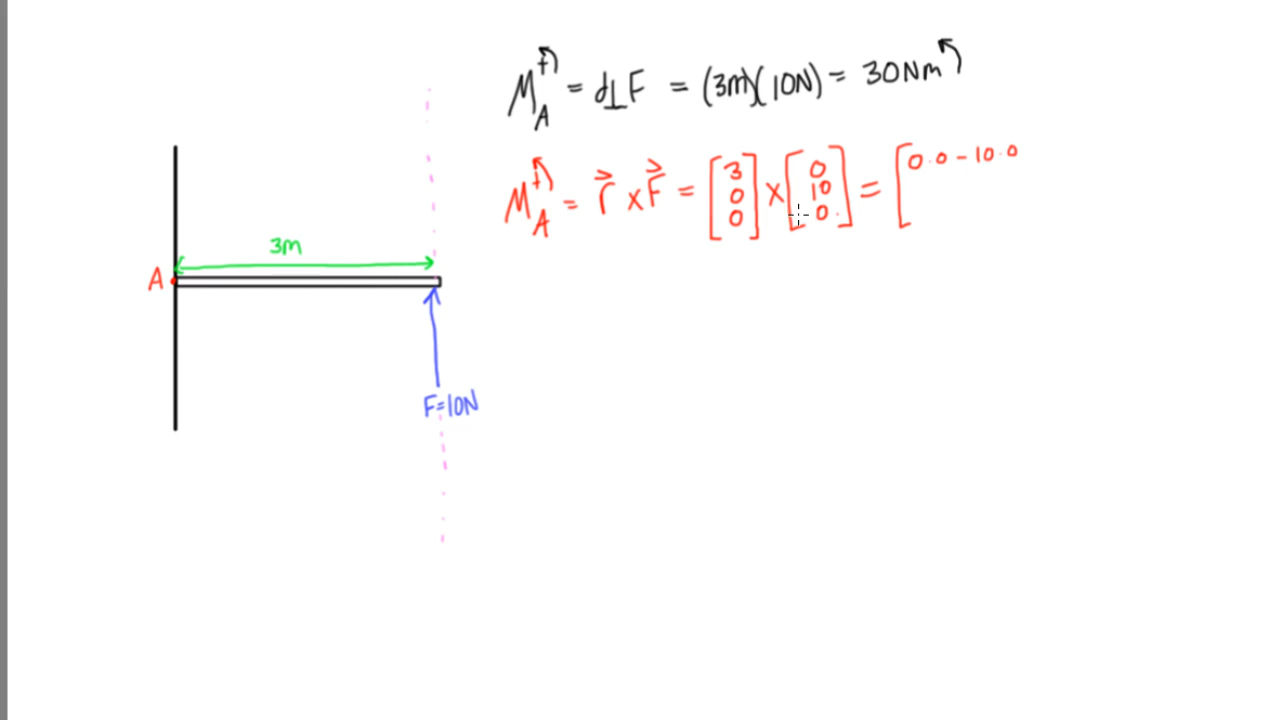 M_A^{+↰} = d⊥F = (3m)(10N) = 30Nm ↰
M_A^{+↰} = r⃗ × F⃗ = [3 0 0] × [0 10 0] = [0·0 - 10·0
3m
A
F=10N